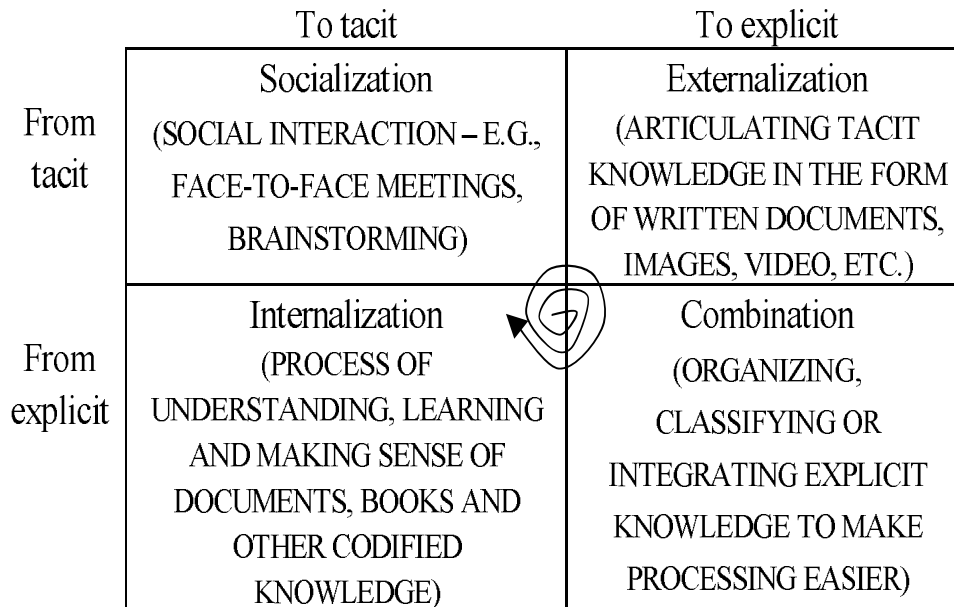 To tacit
To explicit
From
tacit
Socialization
(SOCIAL INTERACTION – E.G.,
FACE-TO-FACE MEETINGS,
BRAINSTORMING)
Externalization
(ARTICULATING TACIT
KNOWLEDGE IN THE FORM
OF WRITTEN DOCUMENTS,
IMAGES, VIDEO, ETC.)
From
explicit
Internalization
(PROCESS OF
UNDERSTANDING, LEARNING
AND MAKING SENSE OF
DOCUMENTS, BOOKS AND
OTHER CODIFIED
KNOWLEDGE)
Combination
(ORGANIZING,
CLASSIFYING OR
INTEGRATING EXPLICIT
KNOWLEDGE TO MAKE
PROCESSING EASIER)